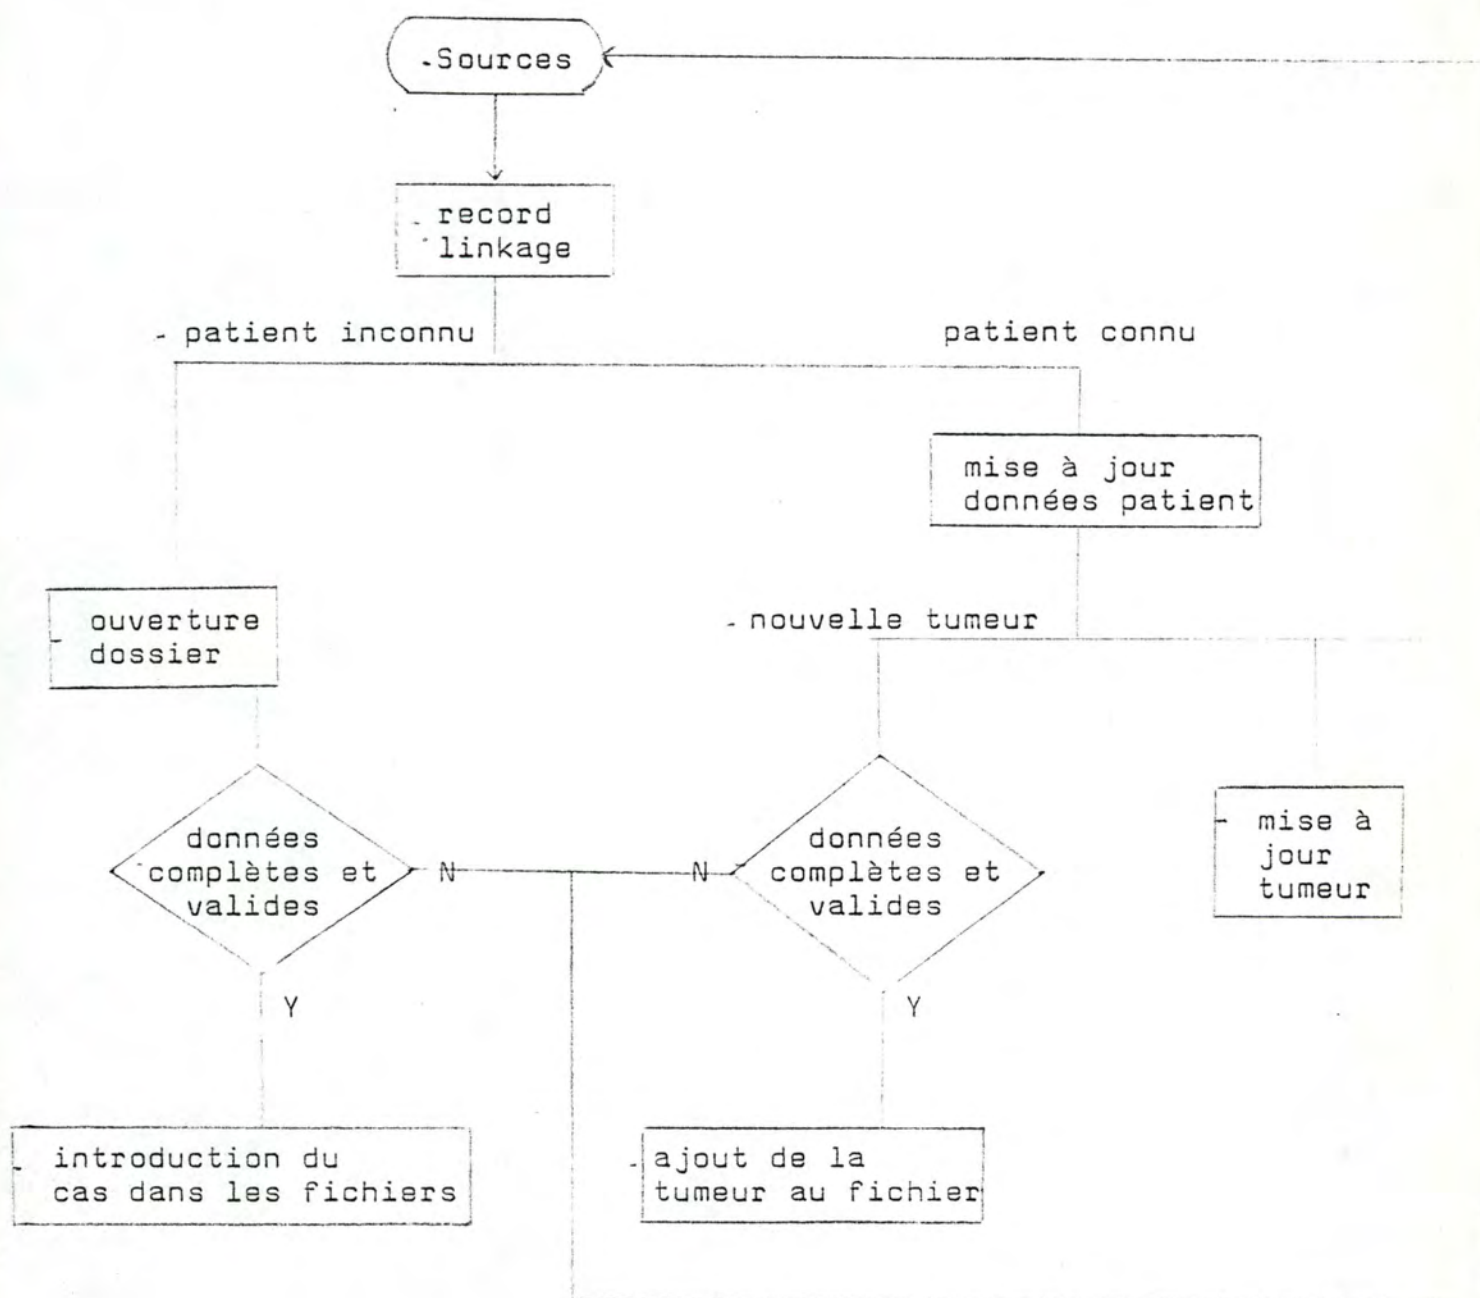 .Sources
record
linkage
- patient inconnu
patient connu
mise à jour
données patient
ouverture
dossier
- nouvelle tumeur
données
complètes et
valides
N
N
données
complètes et
valides
- mise à
jour
tumeur
Y
Y
introduction du
cas dans les fichiers
- ajout de la
tumeur au fichier